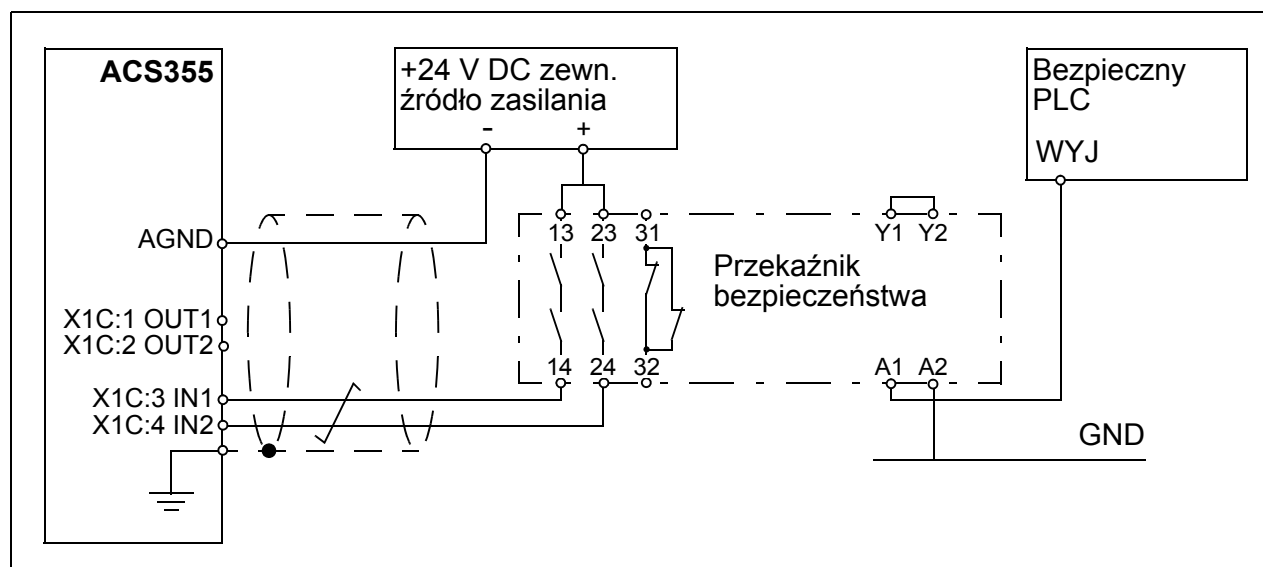 ACS355
+24 V DC zewn.
źródło zasilania
- +
Bezpieczny
PLC
WYJ
AGND
13 23 31
Y1 Y2
Przekaźnik
bezpieczeństwa
X1C:1 OUT1
X1C:2 OUT2
14 24 32
A1 A2
X1C:3 IN1
X1C:4 IN2
GND